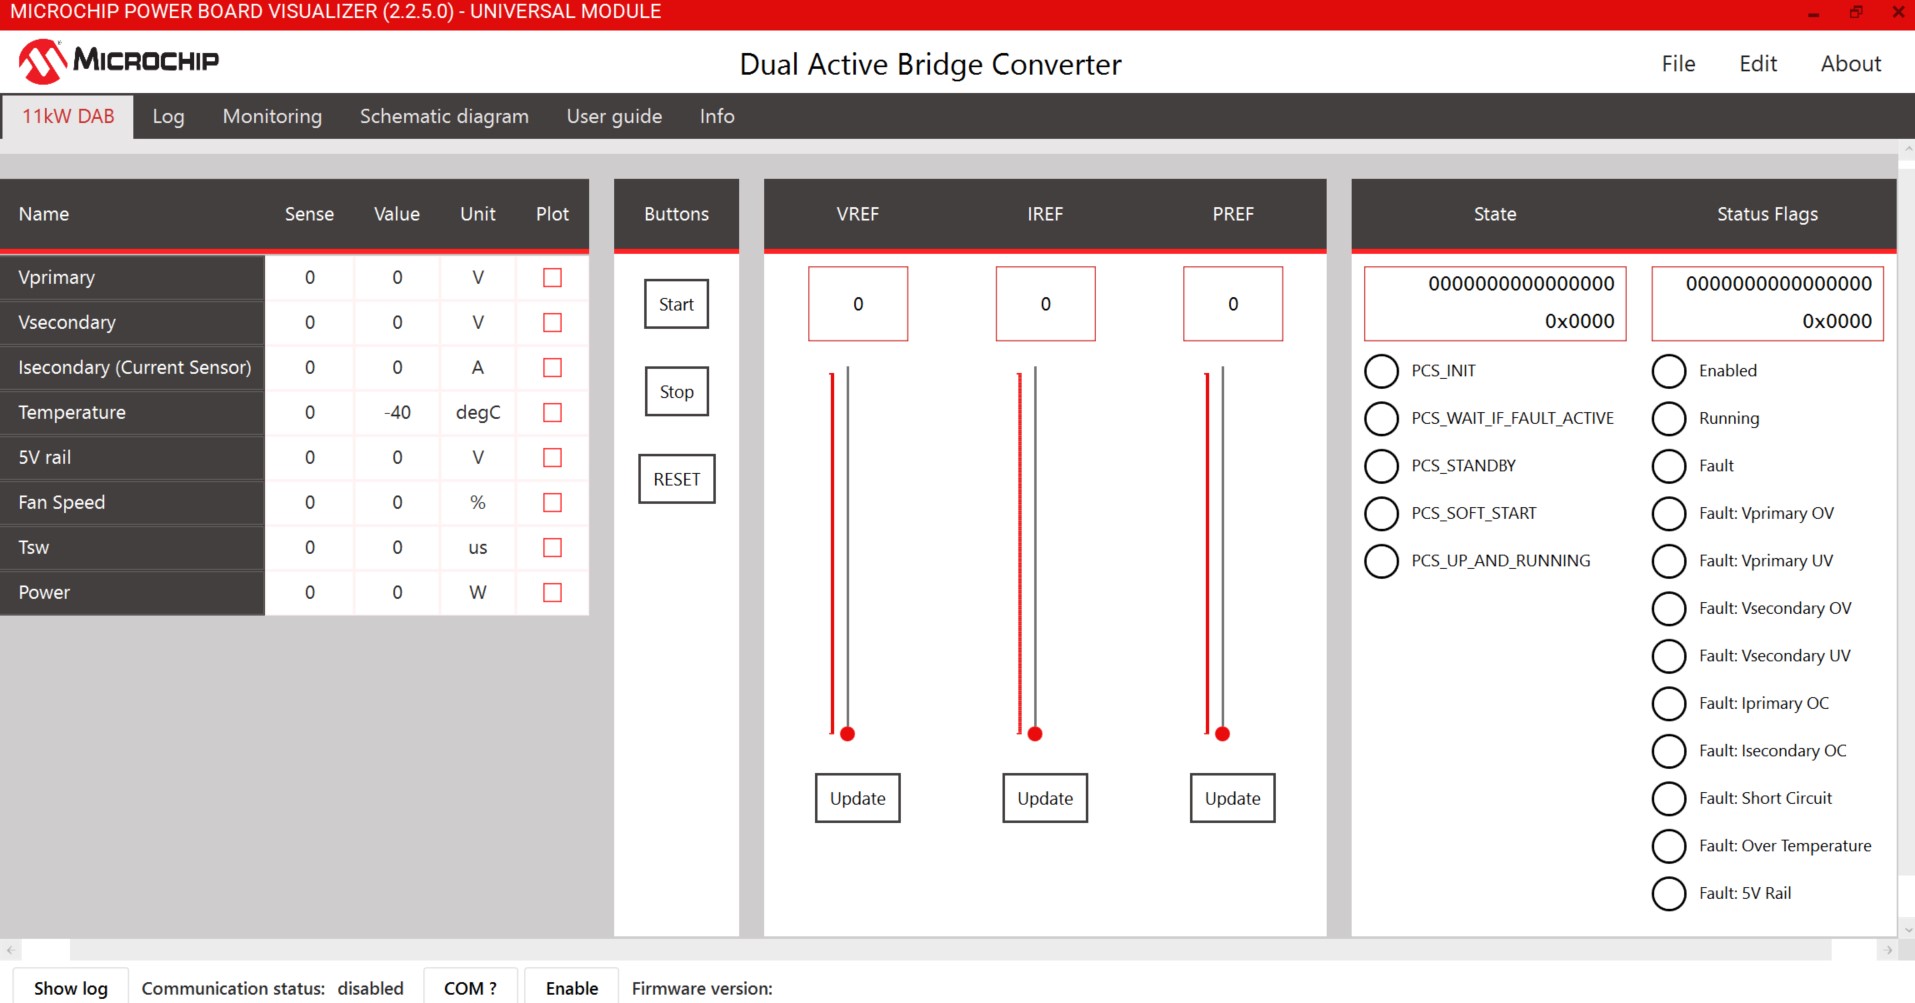 MICROCHIP POWER BOARD VISUALIZER (2.2.5.0) - UNIVERSAL MODULE
MICROCHIP
Dual Active Bridge Converter
File Edit About
11kW DAB Log Monitoring Schematic diagram User guide Info
Name Sense Value Unit Plot
Vprimary 0 0 V
Vsecondary 0 0 V
Isecondary (Current Sensor) 0 0 A
Temperature 0 -40 degC
5V rail 0 0 V
Fan Speed 0 0 %
Tsw 0 0 us
Power 0 0 W
Buttons
Start
Stop
RESET
VREF IREF PREF
0 0 0
Update Update Update
State
0000000000000000
0x0000
PCS_INIT
PCS_WAIT_IF_FAULT_ACTIVE
PCS_STANDBY
PCS_SOFT_START
PCS_UP_AND_RUNNING
Status Flags
0000000000000000
0x0000
Enabled
Running
Fault
Fault: Vprimary OV
Fault: Vprimary UV
Fault: Vsecondary OV
Fault: Vsecondary UV
Fault: Iprimary OC
Fault: Isecondary OC
Fault: Short Circuit
Fault: Over Temperature
Fault: 5V Rail
Show log Communication status: disabled COM ? Enable Firmware version: